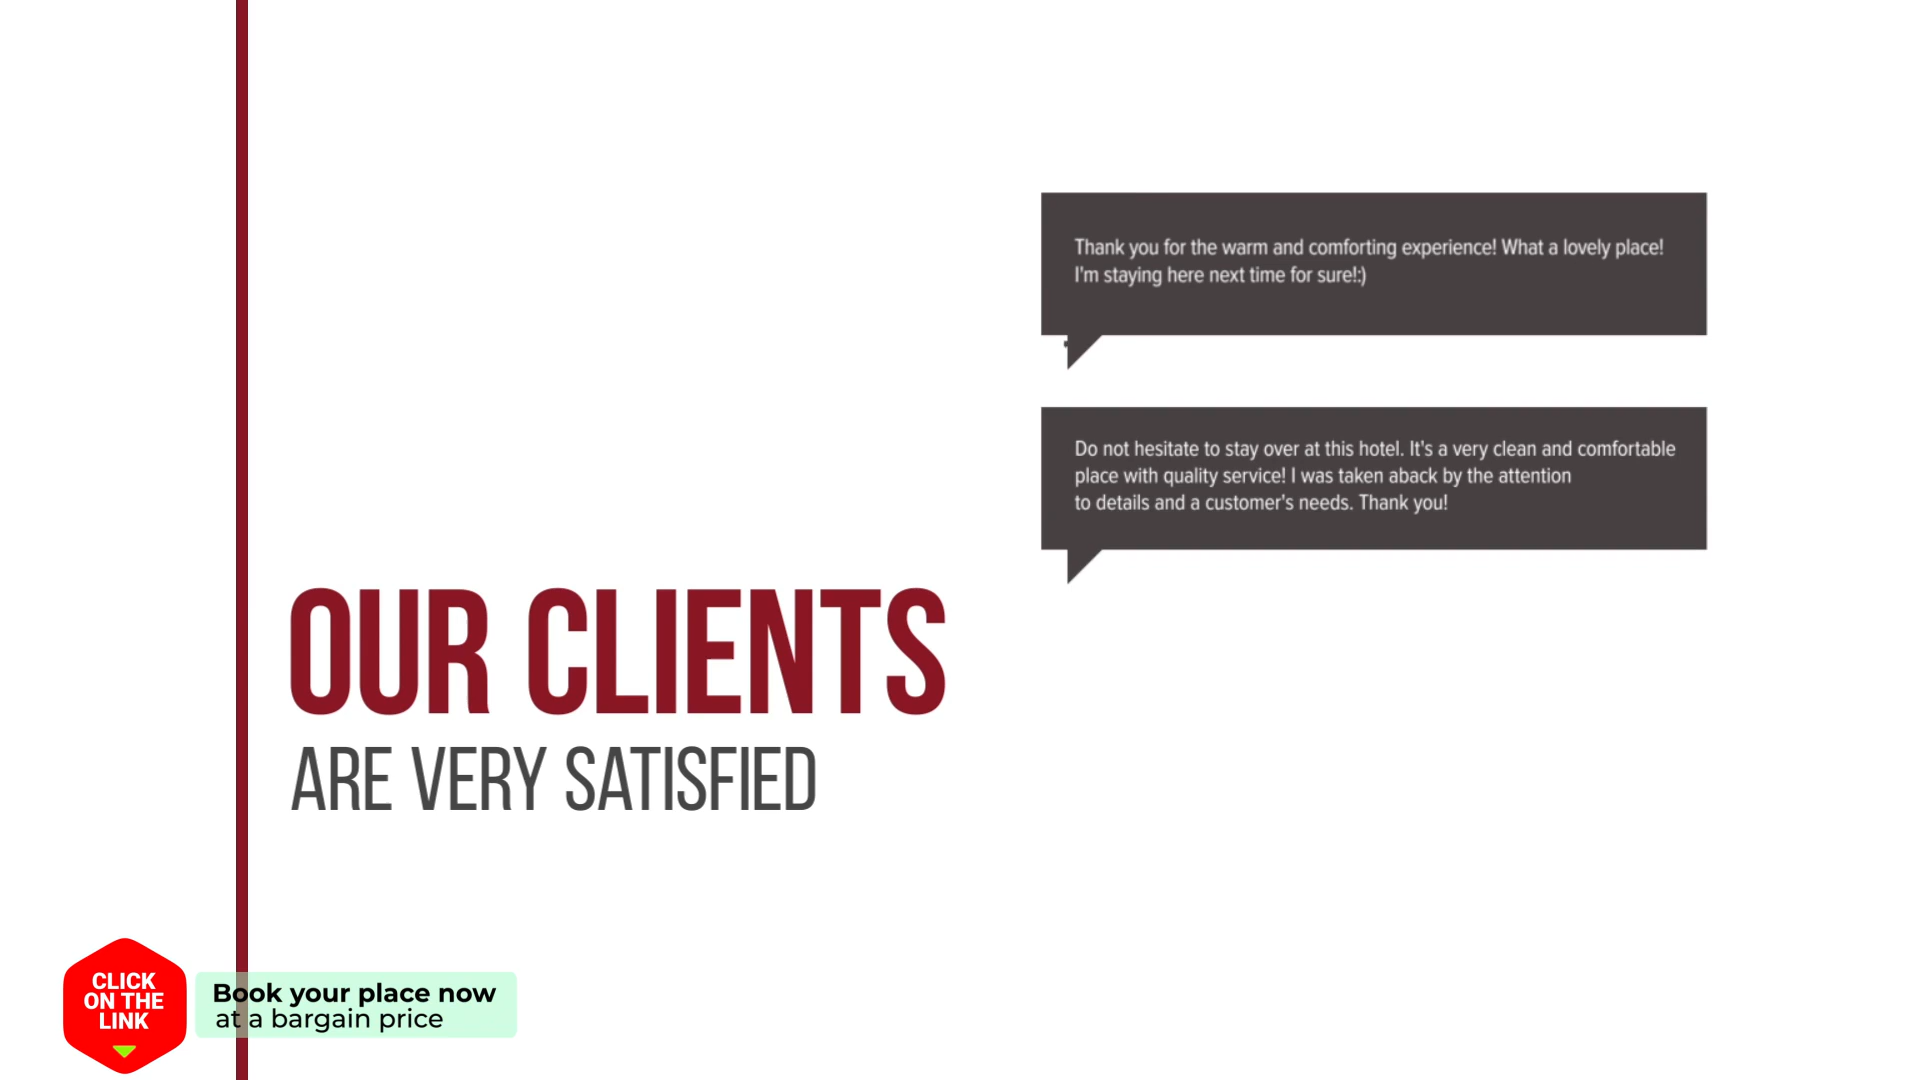 Thank you for the warm and comforting experience! What a lovely place!
I'm staying here next time for sure!:)
Do not hesitate to stay over at this hotel. It's a very clean and comfortable
place with quality service! I was taken aback by the attention
to details and a customer's needs. Thank you!
OUR CLIENTS
ARE VERY SATISFIED
CLICK
ON THE
LINK
Book your place now
at a bargain price